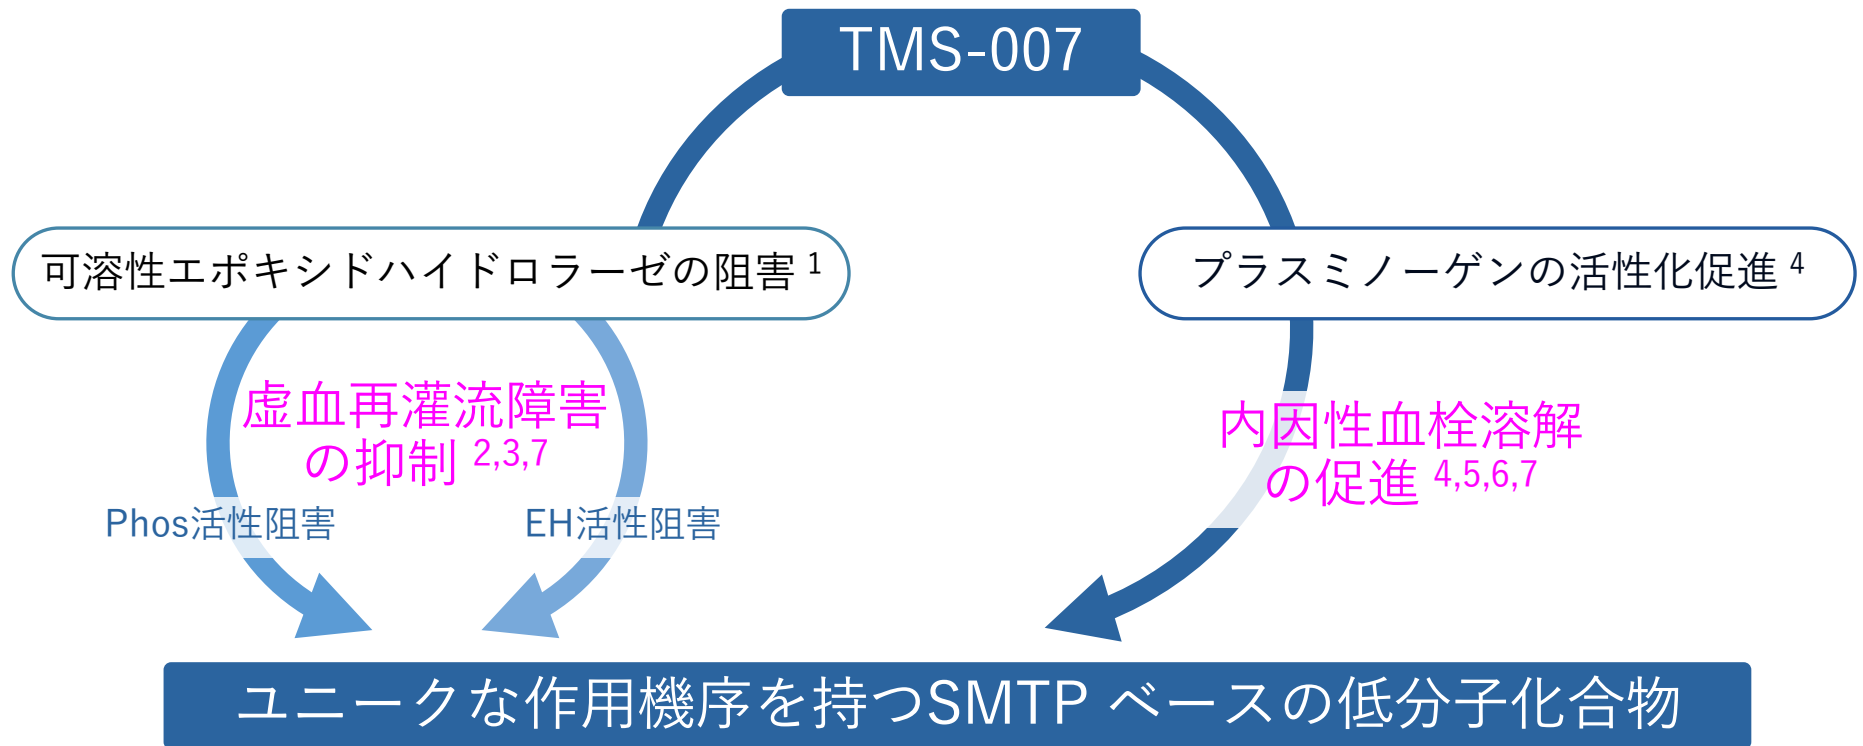 TMS-007
可溶性エポキシドハイドロラーゼの阻害 1
プラスミノーゲンの活性化促進 4
虚血再灌流障害
の抑制 2,3,7
Phos活性阻害
EH活性阻害
内因性血栓溶解
の促進 4,5,6,7
ユニークな作用機序を持つSMTP ベースの低分子化合物